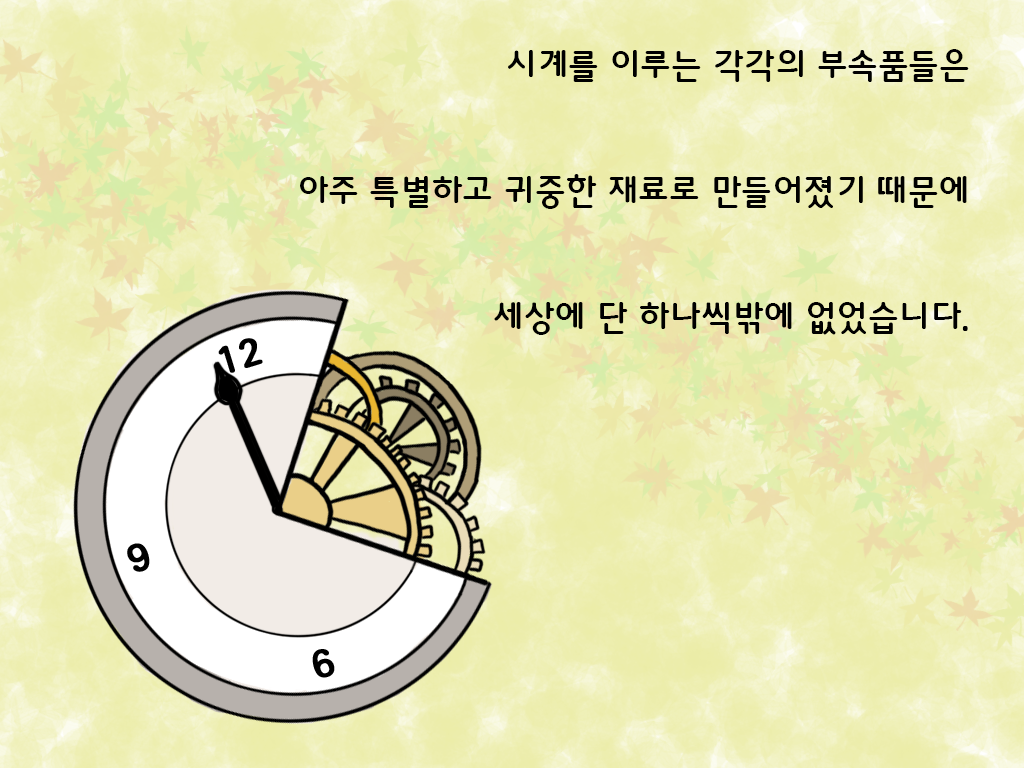 시계를 이루는 각각의 부속품들은
아주 특별하고 귀중한 재료로 만들어졌기 때문에
세상에 단 하나씩밖에 없었습니다.
12
9
6